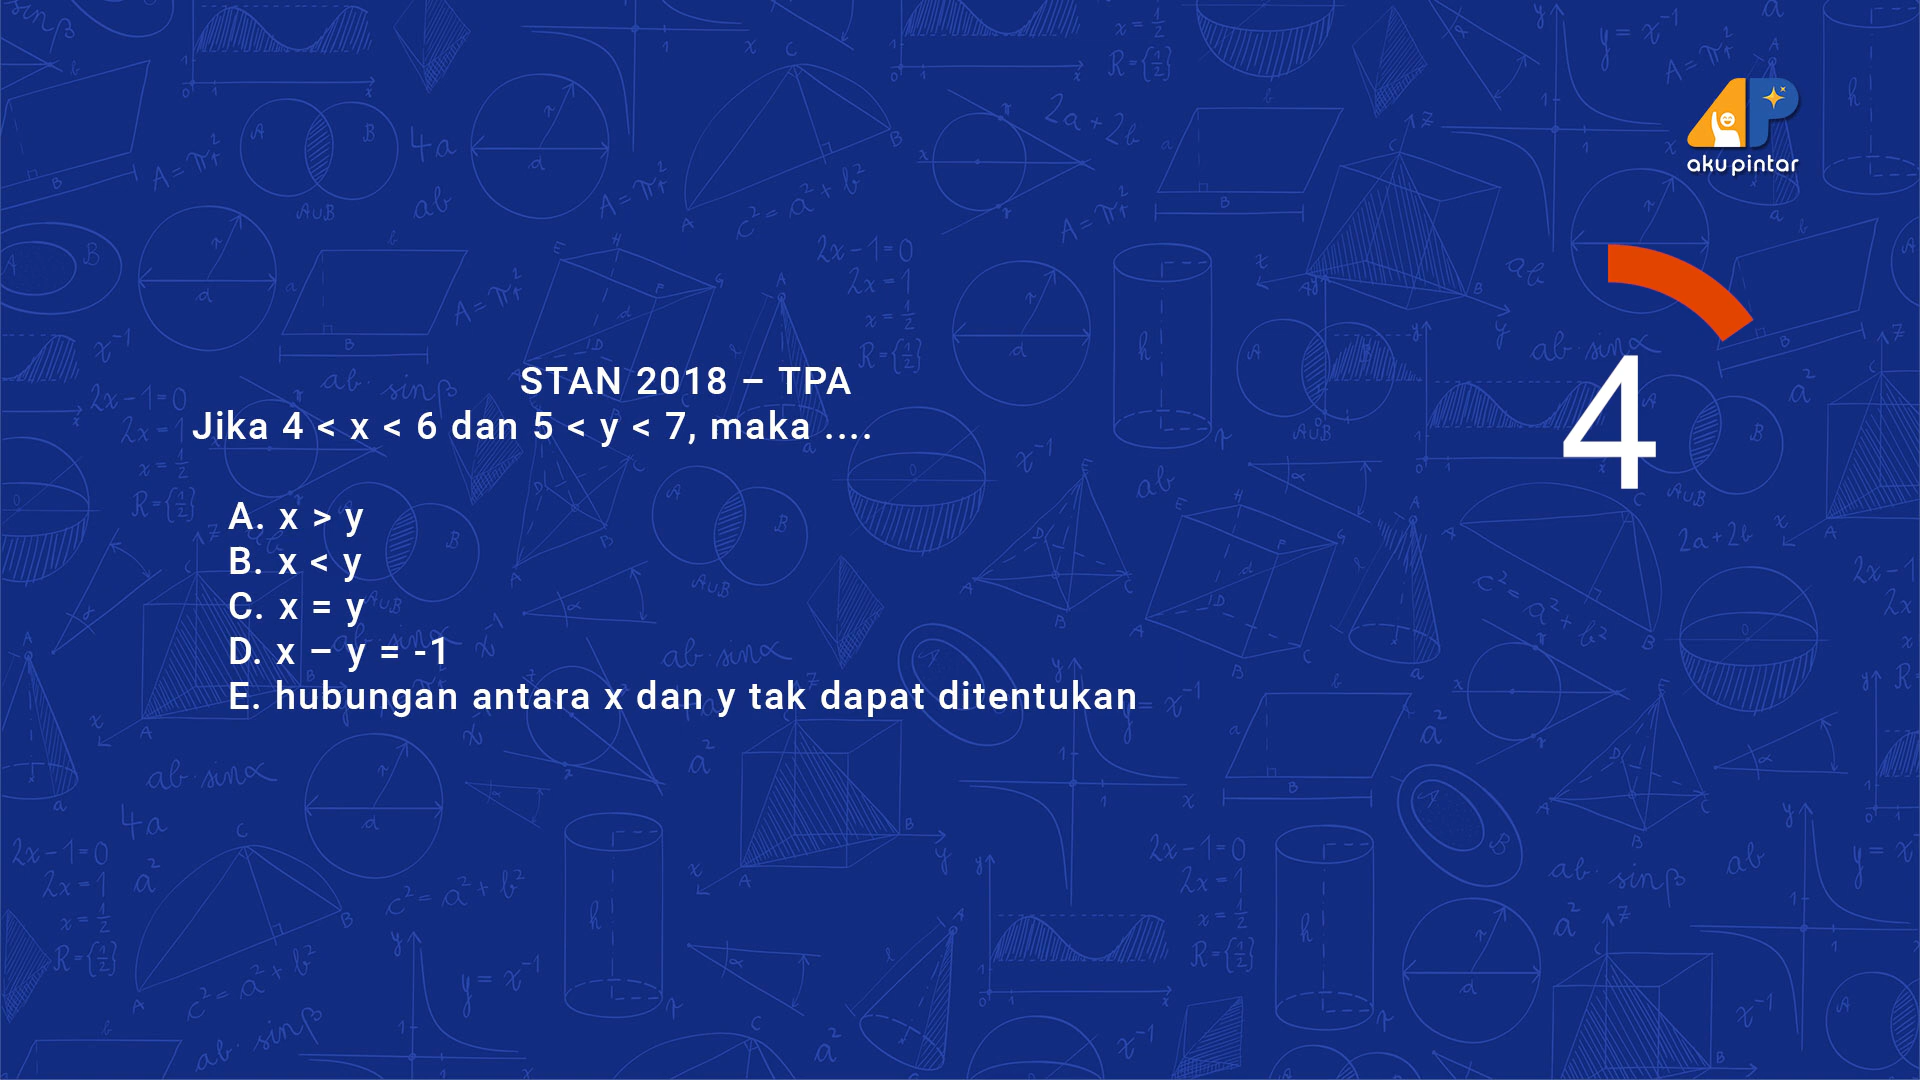 aku pintar
STAN 2018 – TPA
Jika 4 < x < 6 dan 5 < y < 7, maka ....
4
A. x > y
B. x < y
C. x = y
D. x – y = -1
E. hubungan antara x dan y tak dapat ditentukan